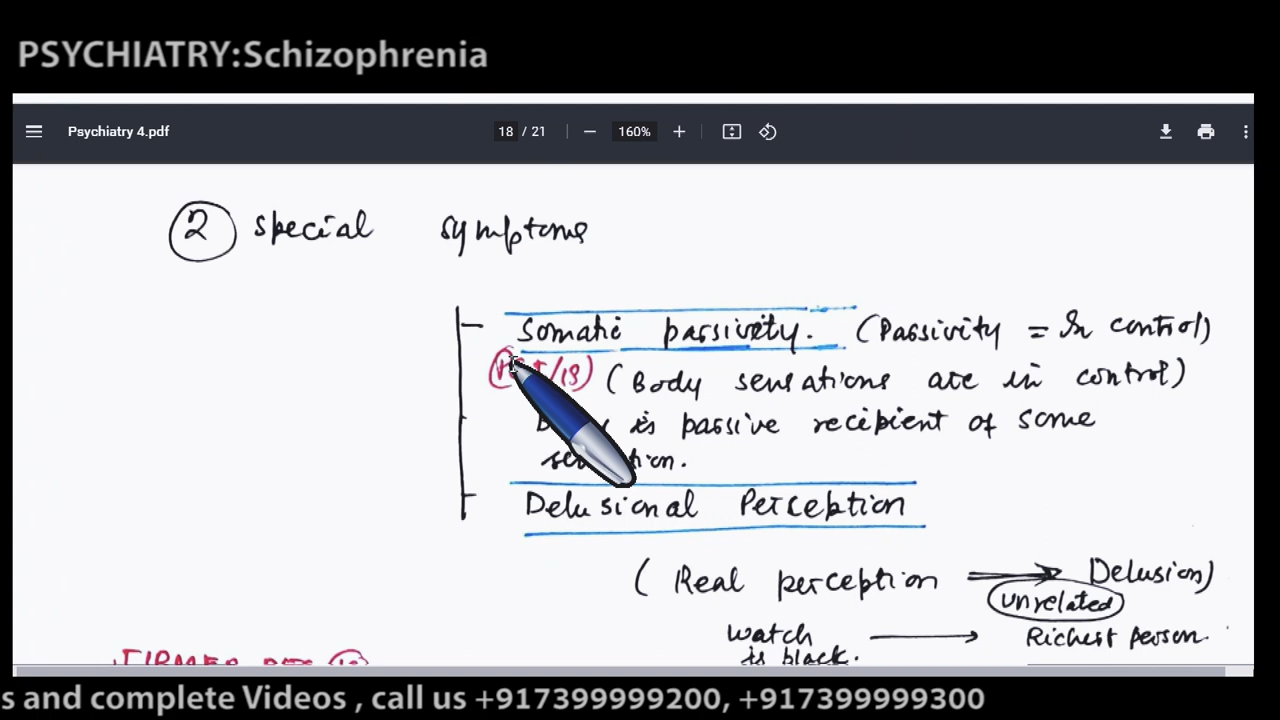 PSYCHIATRY:Schizophrenia
Psychiatry 4.pdf
18 / 21
160%
2 Special symptoms
Somatic passivity. (Passivity = In control)
/18) (Body sensations are in control)
is passive recipient of some
Delusional Perception
(Real perception → Delusion)
unrelated
watch → Richest person.
is black.
s and complete Videos , call us +917399999200, +917399999300